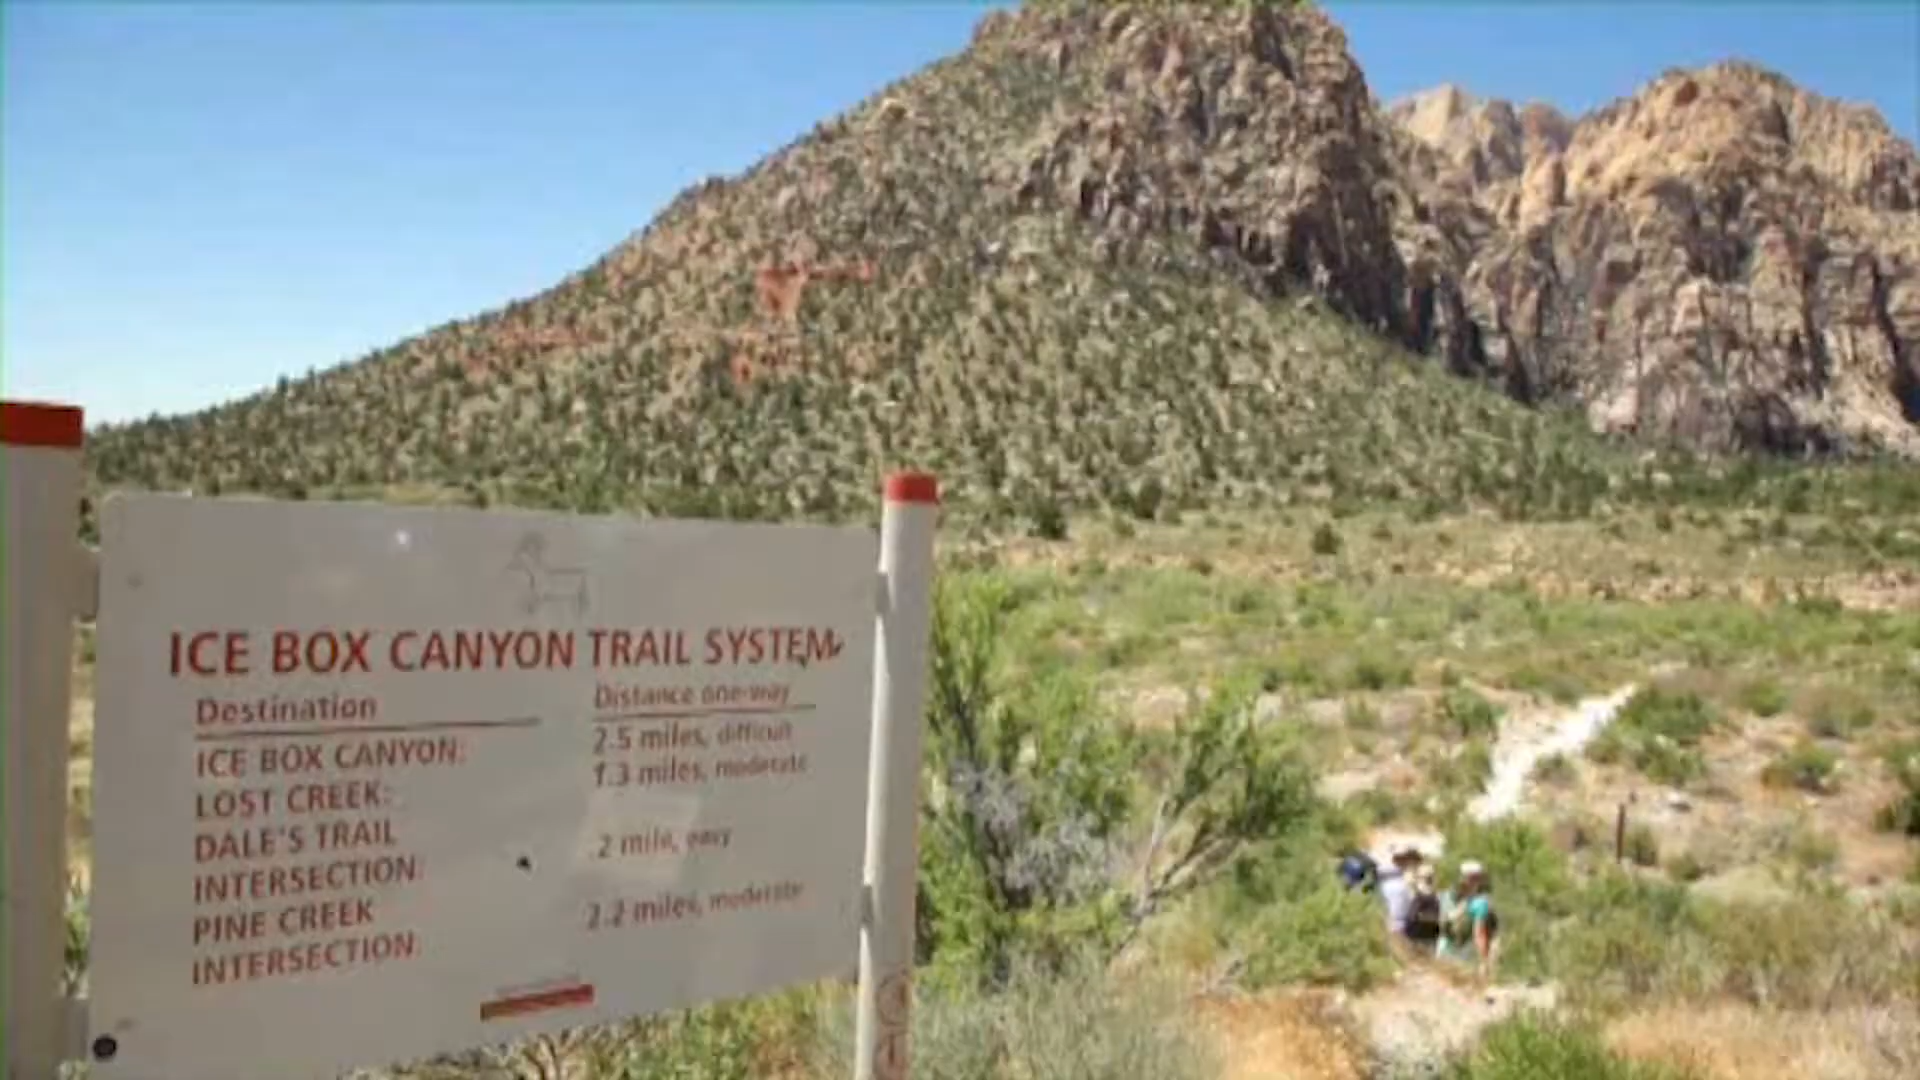 ICE BOX CANYON TRAIL SYSTEM
Destination Distance one-way
ICE BOX CANYON: 2.5 miles, difficult
LOST CREEK: 1.3 miles, moderate
DALE'S TRAIL
INTERSECTION: .2 mile, easy
PINE CREEK
INTERSECTION: 2.2 miles, moderate